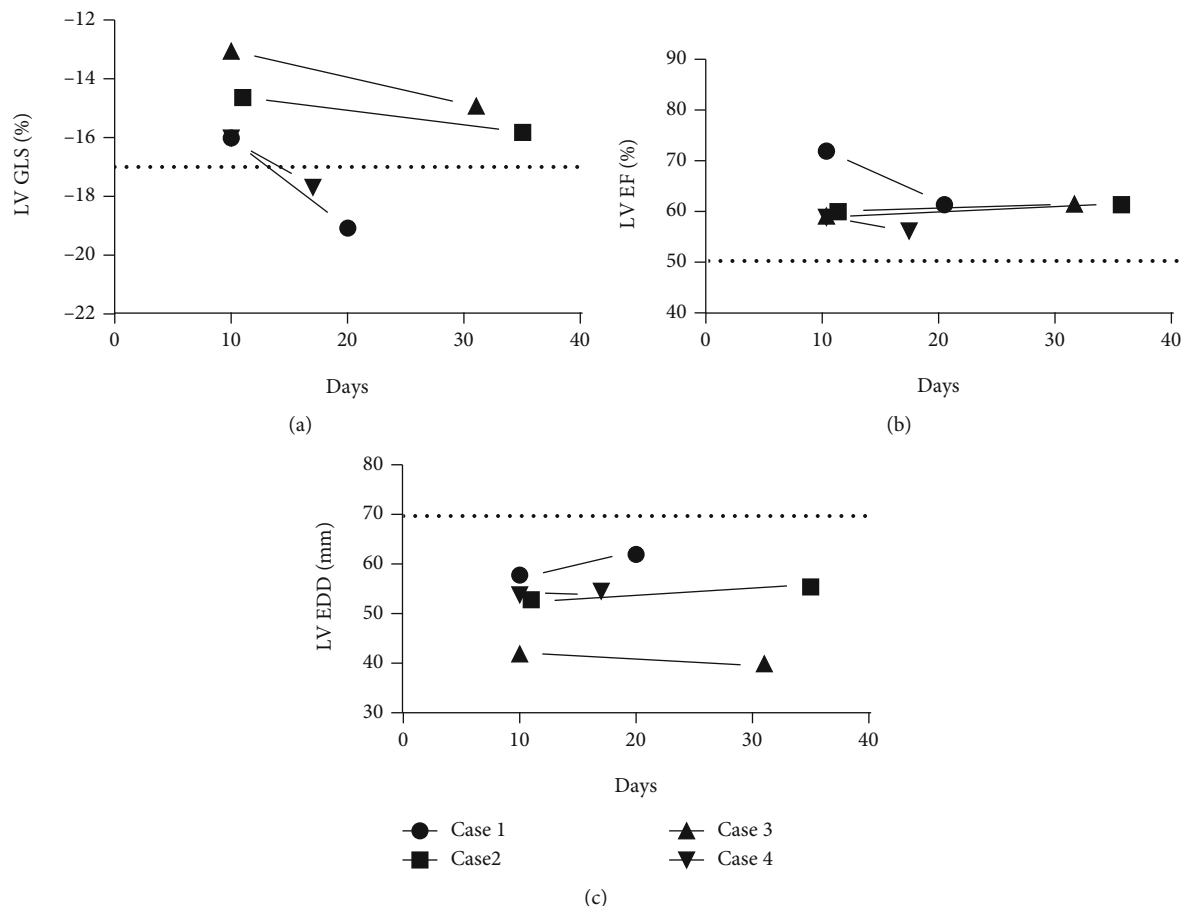 −12
−14
−16
−18
−20
−22
LV GLS (%)
0 10 20 30 40
Days
(a)
90
80
70
60
50
40
LV EF (%)
0 10 20 30 40
Days
(b)
80
70
60
50
40
30
LV EDD (mm)
0 10 20 30 40
Days
Case 1
Case2
Case 3
Case 4
(c)